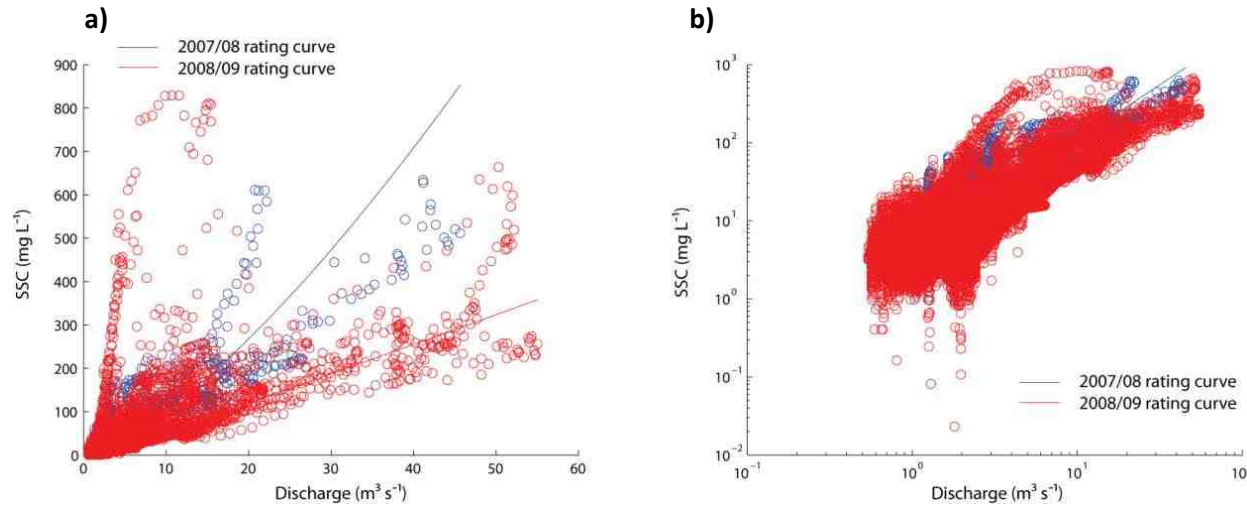 a)
2007/08 rating curve
2008/09 rating curve
900
800
700
600
500
400
300
200
100
0
SSC (mg L⁻¹)
0 10 20 30 40 50 60
Discharge (m³ s⁻¹)
b)
10³
10²
10¹
10⁰
10⁻¹
10⁻²
SSC (mg L⁻¹)
2007/08 rating curve
2008/09 rating curve
10⁻¹ 10⁰ 10¹ 10
Discharge (m³ s⁻¹)